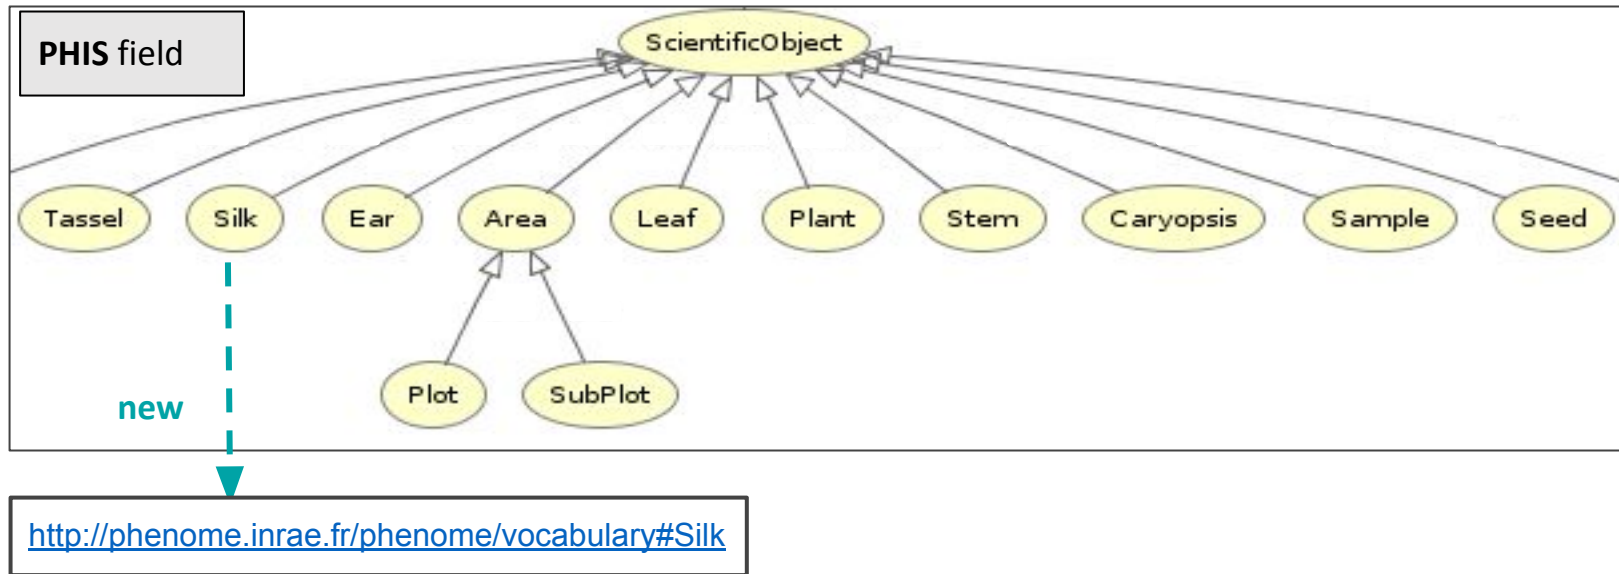 PHIS field
ScientificObject
Tassel Silk Ear Area Leaf Plant Stem Caryopsis Sample Seed
Plot SubPlot
new
http://phenome.inrae.fr/phenome/vocabulary#Silk